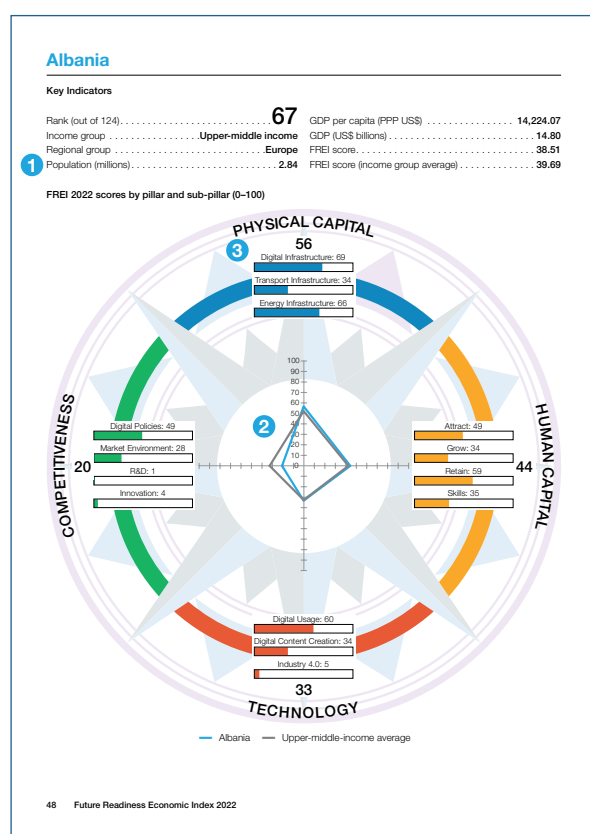 Albania
Key Indicators
Rank (out of 124) . . . . . . . . . . . . . . . . . . . . . . . . . . 67
Income group . . . . . . . . . . . . . . . . . . .Upper-middle income
Regional group . . . . . . . . . . . . . . . . . . . . . . . . . . . .Europe
1
Population (millions) . . . . . . . . . . . . . . . . . . . . . . . . . . . 2.84
GDP per capita (PPP US$) . . . . . . . . . . . . . . . . 14,224.07
GDP (US$ billions) . . . . . . . . . . . . . . . . . . . . . . . . . . 14.80
FREI score . . . . . . . . . . . . . . . . . . . . . . . . . . . . . . . . 38.51
FREI score (income group average) . . . . . . . . . . . . . 39.69
FREI 2022 scores by pillar and sub-pillar (0–100)
PHYSICAL CAPITAL
56
3
Digital Infrastructure: 69
Transport Infrastructure: 34
Energy Infrastructure: 66
100
90
80
70
60
50
40
30
20
10
0
2
COMPETITIVENESS
20
Digital Policies: 49
Market Environment: 28
R&D: 1
Innovation: 4
HUMAN CAPITAL
44
Attract: 49
Grow: 34
Retain: 59
Skills: 35
Digital Usage: 60
Digital Content Creation: 34
Industry 4.0: 5
33
TECHNOLOGY
Albania
Upper-middle-income average
48 Future Readiness Economic Index 2022